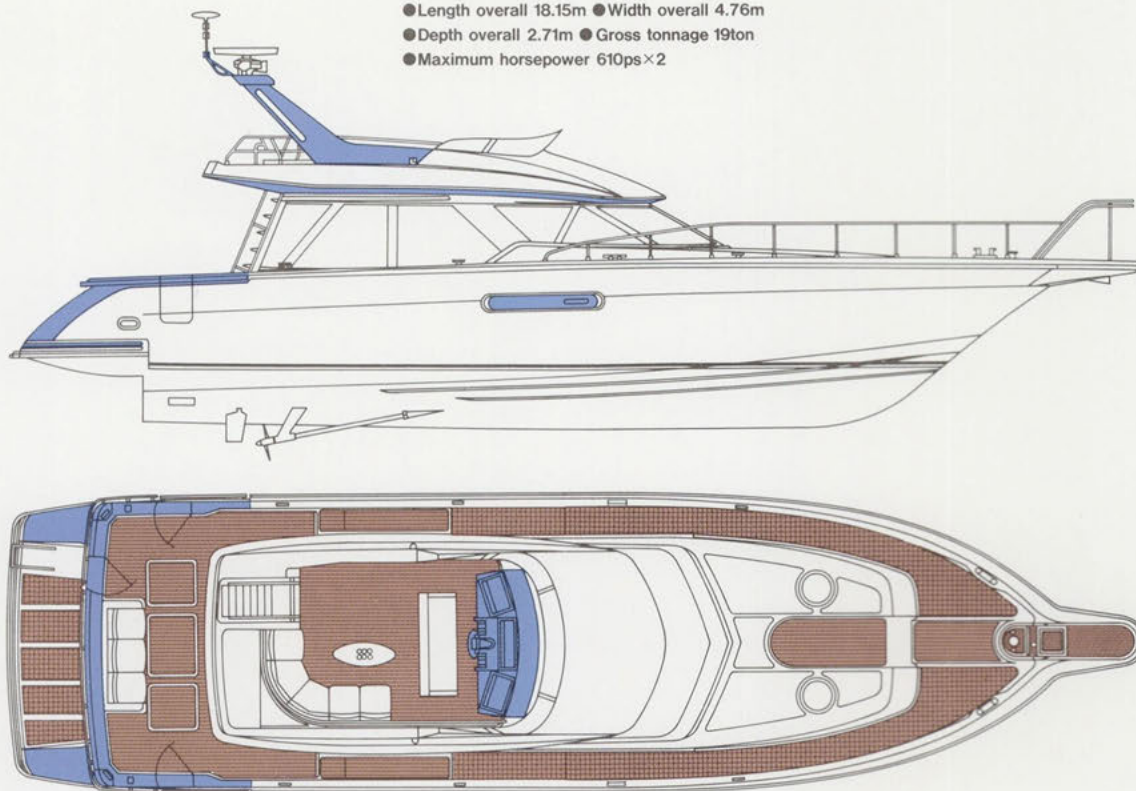 ●Length overall 18.15m ●Width overall 4.76m
●Depth overall 2.71m ●Gross tonnage 19ton
●Maximum horsepower 610ps×2